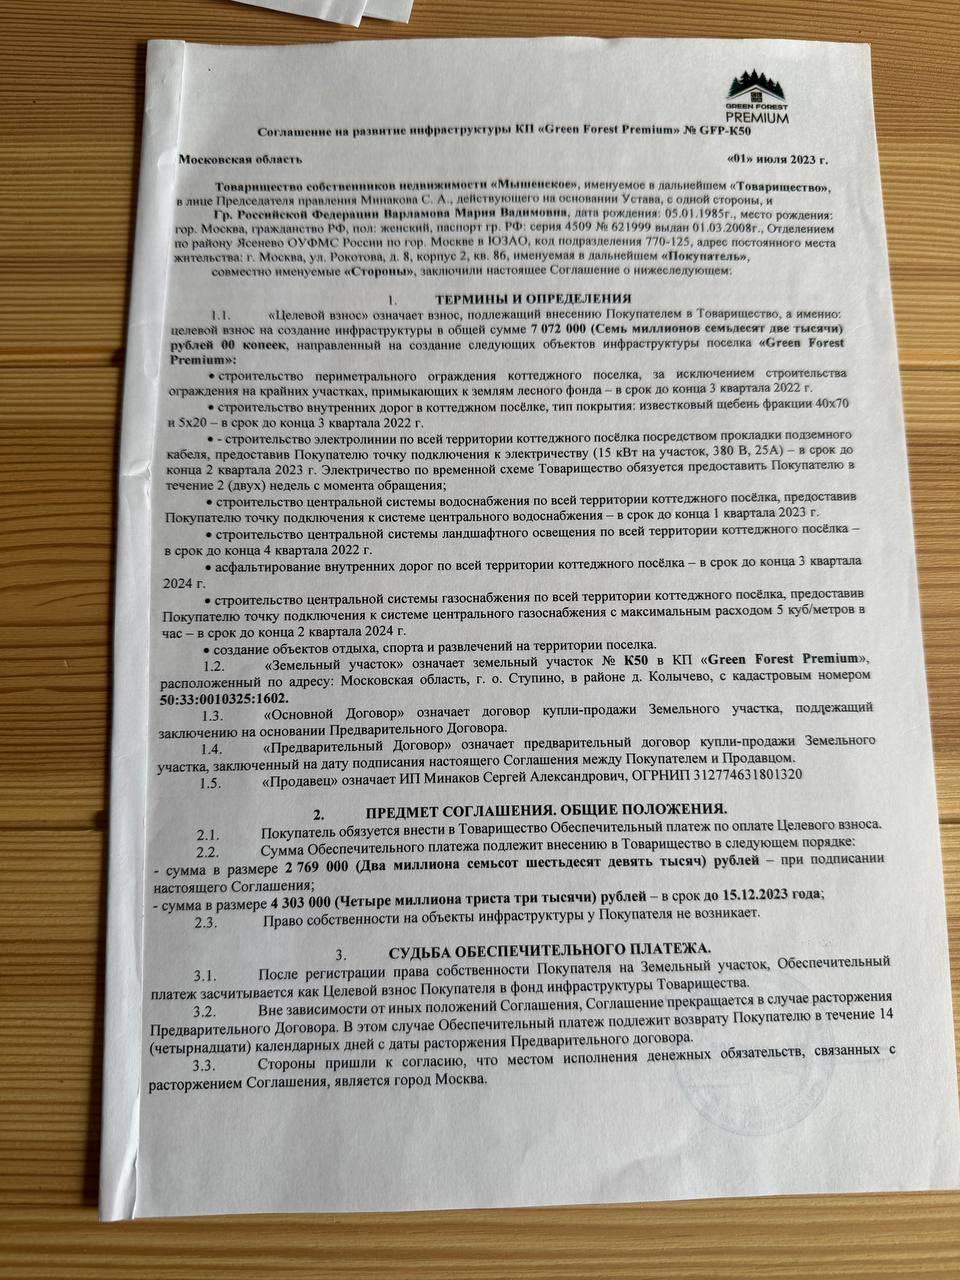 GREEN FOREST
PREMIUM
Соглашение на развитие инфраструктуры КП «Green Forest Premium» № GFP-K50
Московская область «01» июля 2023 г.
Товарищество собственников недвижимости «Мышенское», именуемое в дальнейшем «Товарищество»,
в лице Председателя правления Минакова С. А., действующего на основании Устава, с одной стороны, и
Гр. Российской Федерации Варламова Мария Вадимовна, дата рождения: 05.01.1985г., место рождения:
гор. Москва, гражданство РФ, пол: женский, паспорт гр. РФ: серия 4509 № 621999 выдан 01.03.2008г., Отделением
по району Ясенево ОУФМС России по гор. Москве в ЮЗАО, код подразделения 770-125, адрес постоянного места
жительства: г. Москва, ул. Рокотова, д. 8, корпус 2, кв. 86, именуемая в дальнейшем «Покупатель»,
совместно именуемые «Стороны», заключили настоящее Соглашение о нижеследующем:
1. ТЕРМИНЫ И ОПРЕДЕЛЕНИЯ
1.1. «Целевой взнос» означает взнос, подлежащий внесению Покупателем в Товарищество, а именно:
целевой взнос на создание инфраструктуры в общей сумме 7 072 000 (Семь миллионов семьдесят две тысячи)
рублей 00 копеек, направленный на создание следующих объектов инфраструктуры поселка «Green Forest
Premium»:
• строительство периметрального ограждения коттеджного поселка, за исключением строительства
ограждения на крайних участках, примыкающих к землям лесного фонда – в срок до конца 3 квартала 2022 г.
• строительство внутренних дорог в коттеджном посёлке, тип покрытия: известковый щебень фракции 40х70
и 5х20 – в срок до конца 3 квартала 2022 г.
• - строительство электролинии по всей территории коттеджного посёлка посредством прокладки подземного
кабеля, предоставив Покупателю точку подключения к электричеству (15 кВт на участок, 380 В, 25А) – в срок до
конца 2 квартала 2023 г. Электричество по временной схеме Товарищество обязуется предоставить Покупателю в
течение 2 (двух) недель с момента обращения;
• строительство центральной системы водоснабжения по всей территории коттеджного посёлка, предоставив
Покупателю точку подключения к системе центрального водоснабжения – в срок до конца 1 квартала 2023 г.
• строительство центральной системы ландшафтного освещения по всей территории коттеджного посёлка –
в срок до конца 4 квартала 2022 г.
• асфальтирование внутренних дорог по всей территории коттеджного посёлка – в срок до конца 3 квартала
2024 г.
• строительство центральной системы газоснабжения по всей территории коттеджного посёлка, предоставив
Покупателю точку подключения к системе центрального газоснабжения с максимальным расходом 5 куб/метров в
час – в срок до конца 2 квартала 2024 г.
• создание объектов отдыха, спорта и развлечений на территории поселка.
1.2. «Земельный участок» означает земельный участок № К50 в КП «Green Forest Premium»,
расположенный по адресу: Московская область, г. о. Ступино, в районе д. Колычево, с кадастровым номером
50:33:0010325:1602.
1.3. «Основной Договор» означает договор купли-продажи Земельного участка, подлежащий
заключению на основании Предварительного Договора.
1.4. «Предварительный Договор» означает предварительный договор купли-продажи Земельного
участка, заключенный на дату подписания настоящего Соглашения между Покупателем и Продавцом.
1.5. «Продавец» означает ИП Минаков Сергей Александрович, ОГРНИП 312774631801320
2. ПРЕДМЕТ СОГЛАШЕНИЯ. ОБЩИЕ ПОЛОЖЕНИЯ.
2.1. Покупатель обязуется внести в Товарищество Обеспечительный платеж по оплате Целевого взноса.
2.2. Сумма Обеспечительного платежа подлежит внесению в Товарищество в следующем порядке:
- сумма в размере 2 769 000 (Два миллиона семьсот шестьдесят девять тысяч) рублей – при подписании
настоящего Соглашения;
- сумма в размере 4 303 000 (Четыре миллиона триста три тысячи) рублей – в срок до 15.12.2023 года;
2.3. Право собственности на объекты инфраструктуры у Покупателя не возникает.
3. СУДЬБА ОБЕСПЕЧИТЕЛЬНОГО ПЛАТЕЖА.
3.1. После регистрации права собственности Покупателя на Земельный участок, Обеспечительный
платеж засчитывается как Целевой взнос Покупателя в фонд инфраструктуры Товарищества.
3.2. Вне зависимости от иных положений Соглашения, Соглашение прекращается в случае расторжения
Предварительного Договора. В этом случае Обеспечительный платеж подлежит возврату Покупателю в течение 14
(четырнадцати) календарных дней с даты расторжения Предварительного договора.
3.3. Стороны пришли к согласию, что местом исполнения денежных обязательств, связанных с
расторжением Соглашения, является город Москва.